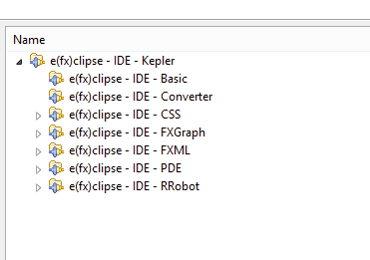 Name
e(fx)clipse - IDE - Kepler
e(fx)clipse - IDE - Basic
e(fx)clipse - IDE - Converter
e(fx)clipse - IDE - CSS
e(fx)clipse - IDE - FXGraph
e(fx)clipse - IDE - FXML
e(fx)clipse - IDE - PDE
e(fx)clipse - IDE - RRobot